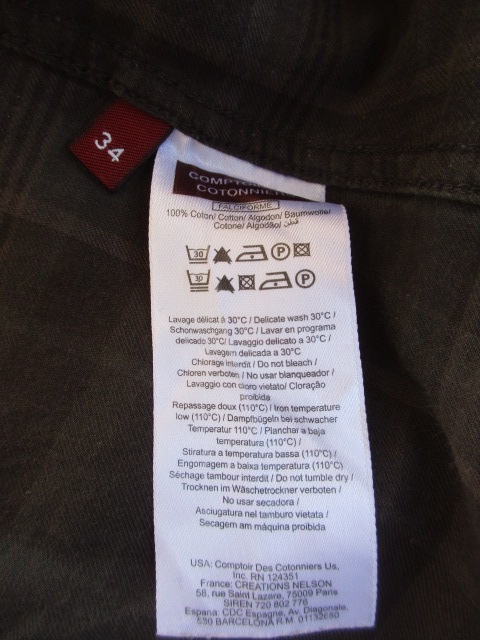 34
COMPTOIR
COTONNIERS
FALCIFORME
100% Coton/ Cotton/ Algodon/ Baumwolle/
Cotone/ Algodão/ قطن
30 P
30 P
Lavage délicat à 30°C / Delicate wash 30°C /
Schonwaschgang 30°C / Lavar en programa
delicado 30°C/ Lavaggio delicato a 30°C /
Lavagem delicada a 30°C
Chlorage interdit / Do not bleach /
Chloren verboten / No usar blanqueador /
Lavaggio con cloro vietato/ Cloração
proibida
Repassage doux (110°C) / Iron temperature
low (110°C) / Dampfbügeln bei schwacher
Temperatur 110°C / Planchar a baja
temperatura (110°C) /
Stiratura a temperatura bassa (110°C) /
Engomagem a baixa temperatura (110°C)
Séchage tambour interdit / Do not tumble dry /
Trocknen im Wäschetrockner verboten /
No usar secadora /
Asciugatura nel tamburo vietata /
Secagem am máquina proibida
USA: Comptoir Des Cotonniers Us,
Inc. RN 124351
France: CREATIONS NELSON
58, rue Saint Lazare, 75009 Paris
SIREN 720 802 776
Espana: CDC Espagne, Av. Diagonale,
630 BARCELONA R.M. 01132680